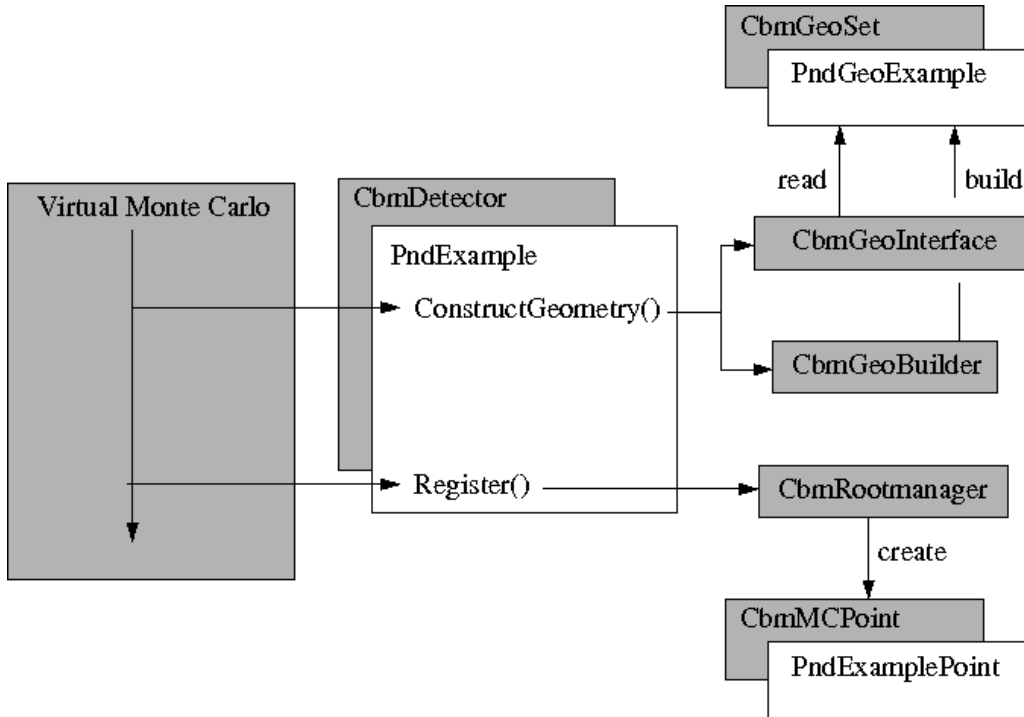 CbmGeoSet
PndGeoExample
read
build
Virtual Monte Carlo
CbmDetector
PndExample
CbmGeoInterface
ConstructGeometry()
CbmGeoBuilder
Register()
CbmRootmanager
create
CbmMCPoint
PndExamplePoint